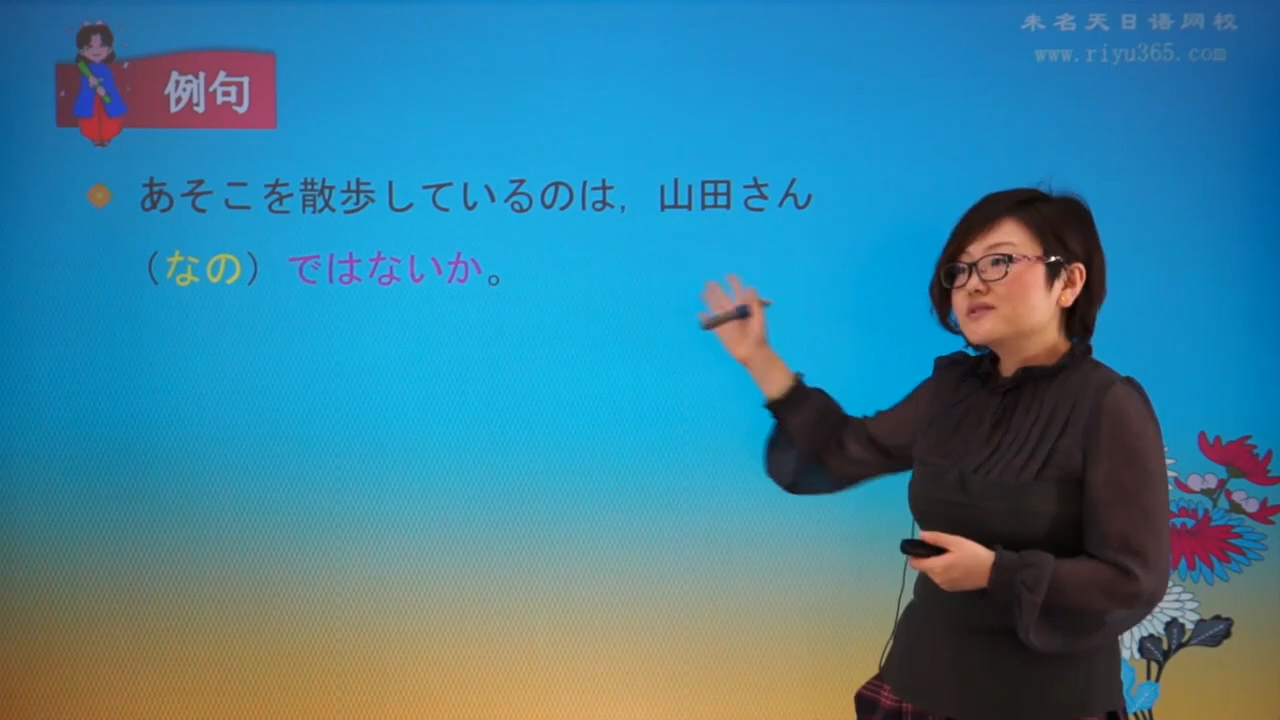 未名天日语网校
www.riyu365.com
例句
あそこを散歩しているのは，山田さん
（なの）ではないか。